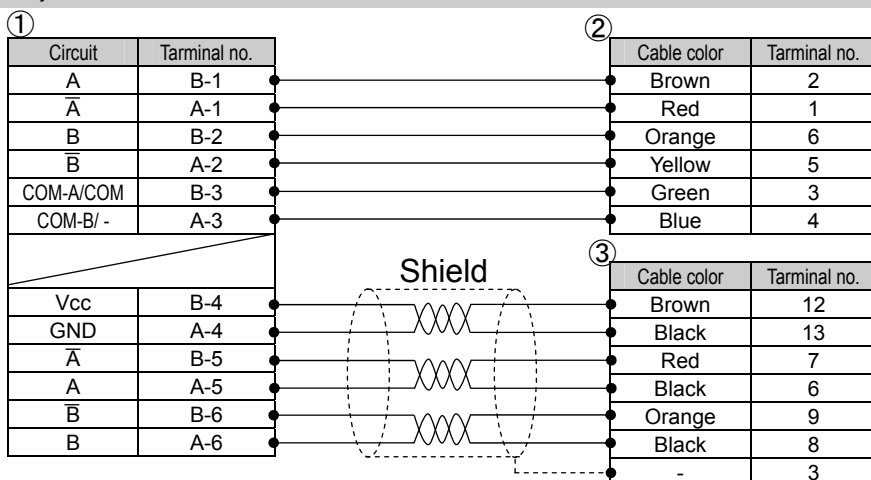 ①
Circuit Tarminal no.
A B-1
A̅ A-1
B B-2
B̅ A-2
COM-A/COM B-3
COM-B/ - A-3
Vcc B-4
GND A-4
A̅ B-5
A A-5
B̅ B-6
B A-6
Shield
②
Cable color Tarminal no.
Brown 2
Red 1
Orange 6
Yellow 5
Green 3
Blue 4
③
Cable color Tarminal no.
Brown 12
Black 13
Red 7
Black 6
Orange 9
Black 8
- 3